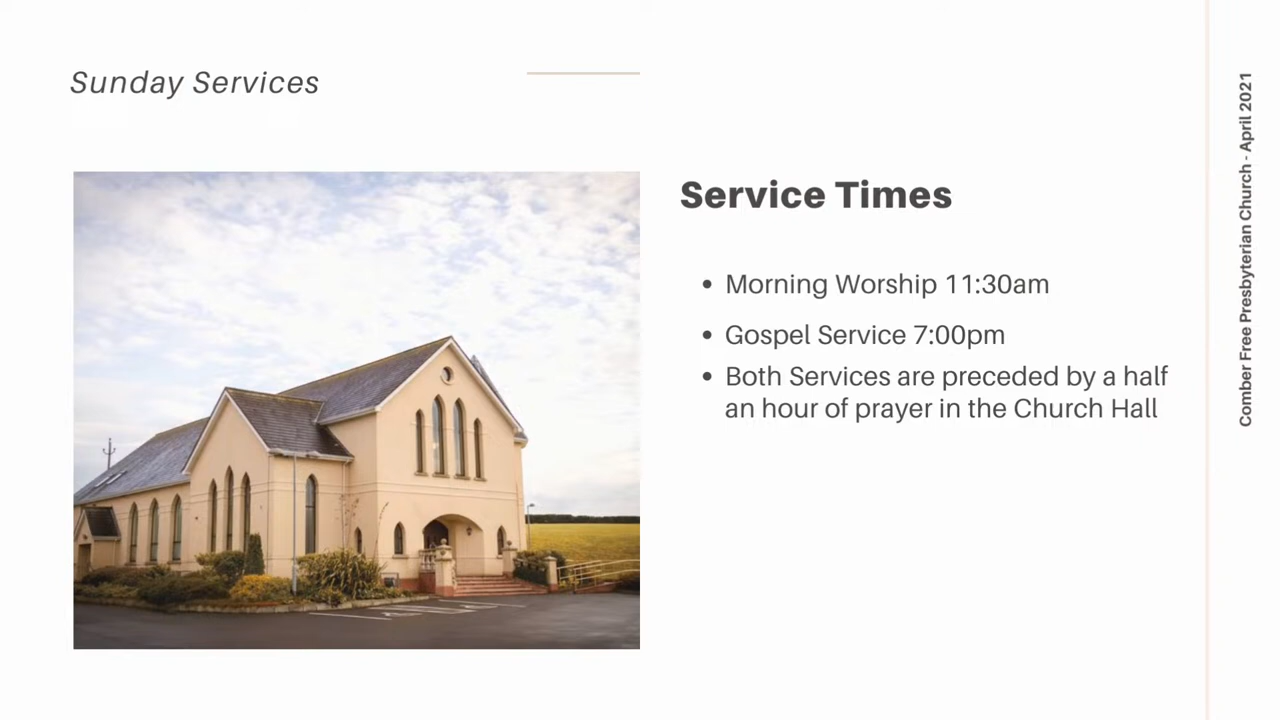 Sunday Services
Service Times
• Morning Worship 11:30am
• Gospel Service 7:00pm
• Both Services are preceded by a half
an hour of prayer in the Church Hall
Comber Free Presbyterian Church - April 2021